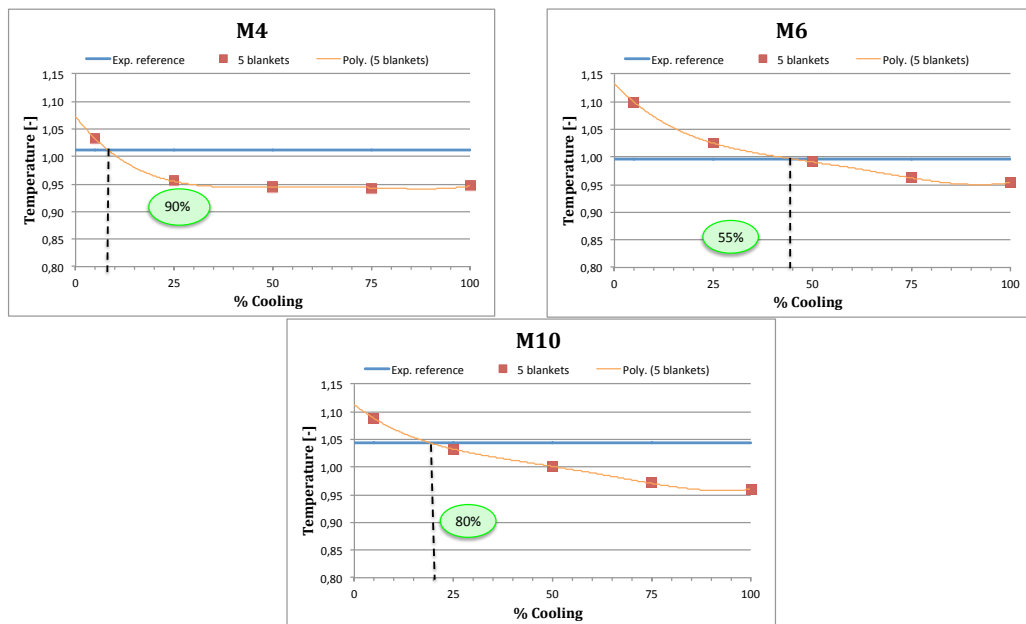 M4
Exp. reference 5 blankets Poly. (5 blankets)
1,15
1,10
1,05
1,00
0,95
0,90
0,85
0,80
Temperature [-]
90%
0 25 50 75 100
% Cooling
M6
Exp. reference 5 blankets Poly. (5 blankets)
1,15
1,10
1,05
1,00
0,95
0,90
0,85
0,80
Temperature [-]
55%
0 25 50 75 100
% Cooling
M10
Exp. reference 5 blankets Poly. (5 blankets)
1,15
1,10
1,05
1,00
0,95
0,90
0,85
0,80
Temperature [-]
80%
0 25 50 75 100
% Cooling